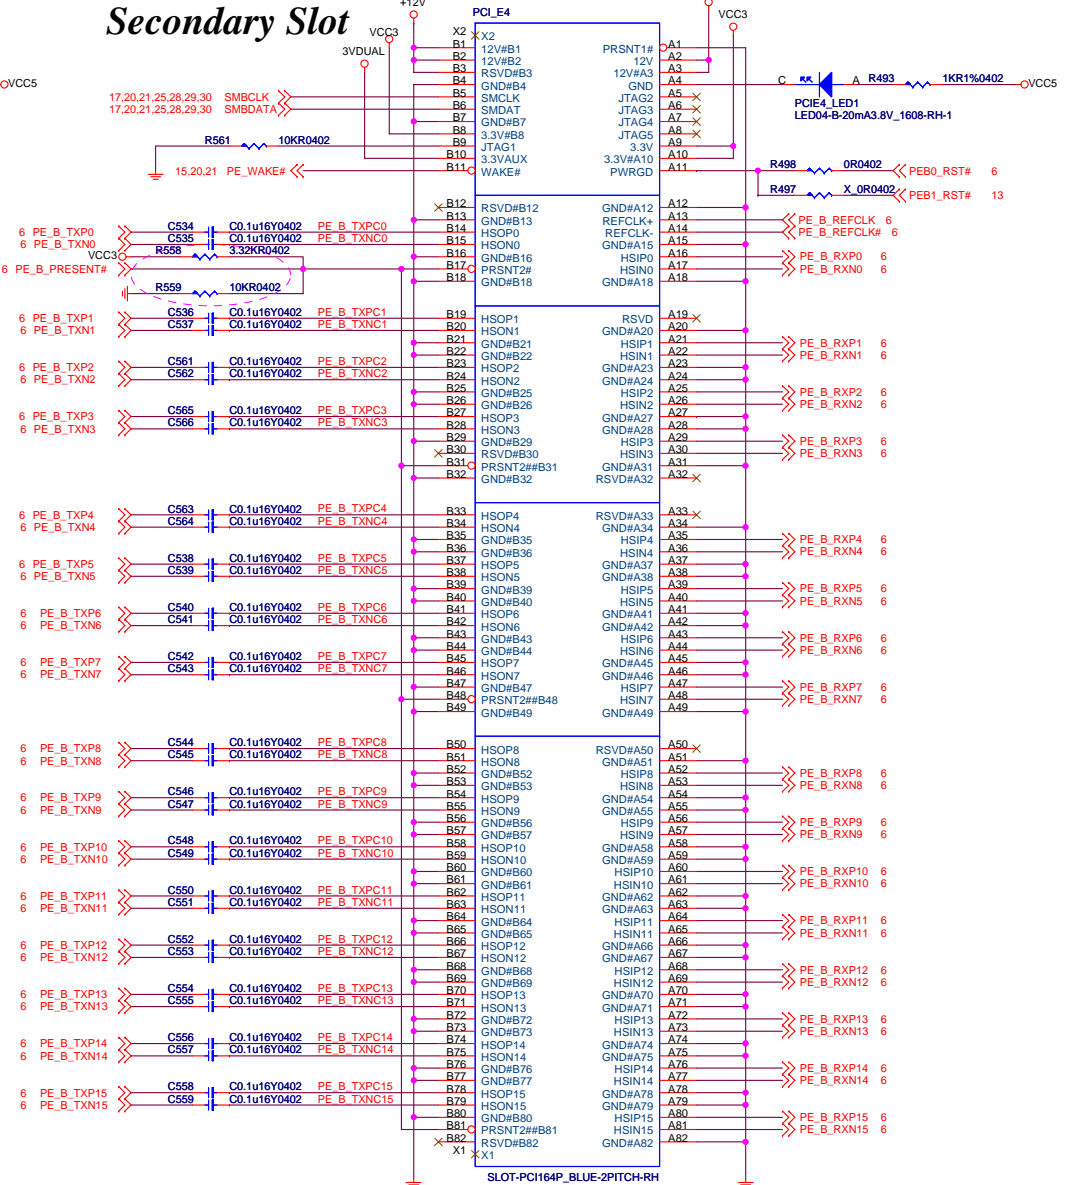 Secondary Slot
+12V
PCI_E4
VCC3
VCC3
3VDUAL
VCC5
X2 X2
B1 12V#B1 PRSNT1# A1
B2 12V#B2 12V A2
B3 RSVD#B3 12V#A3 A3
B4 GND#B4 GND A4 C A R493 1KR1%0402 VCC5
PCIE4_LED1
LED04-B-20mA3.8V_1608-RH-1
17,20,21,25,28,29,30 SMBCLK B5 SMCLK JTAG2 A5
17,20,21,25,28,29,30 SMBDATA B6 SMDAT JTAG3 A6
B7 GND#B7 JTAG4 A7
B8 3.3V#B8 JTAG5 A8
R561 10KR0402 B9 JTAG1 3.3V A9
B10 3.3VAUX 3.3V#A10 A10
15,20,21 PE_WAKE# B11 WAKE# PWRGD A11 R498 0R0402 PEB0_RST# 6
R497 X_0R0402 PEB1_RST# 13
B12 RSVD#B12 GND#A12 A12
B13 GND#B13 REFCLK+ A13 PE_B_REFCLK 6
6 PE_B_TXP0 C534 C0.1u16Y0402 PE_B_TXPC0 B14 HSOP0 REFCLK- A14 PE_B_REFCLK# 6
6 PE_B_TXN0 C535 C0.1u16Y0402 PE_B_TXNC0 B15 HSON0 GND#A15 A15
VCC3 R558 3.32KR0402 B16 GND#B16 HSIP0 A16 PE_B_RXP0 6
6 PE_B_PRESENT# B17 PRSNT2# HSIN0 A17 PE_B_RXN0 6
B18 GND#B18 GND#A18 A18
R559 10KR0402
6 PE_B_TXP1 C536 C0.1u16Y0402 PE_B_TXPC1 B19 HSOP1 RSVD A19
6 PE_B_TXN1 C537 C0.1u16Y0402 PE_B_TXNC1 B20 HSON1 GND#A20 A20
B21 GND#B21 HSIP1 A21 PE_B_RXP1 6
B22 GND#B22 HSIN1 A22 PE_B_RXN1 6
6 PE_B_TXP2 C561 C0.1u16Y0402 PE_B_TXPC2 B23 HSOP2 GND#A23 A23
6 PE_B_TXN2 C562 C0.1u16Y0402 PE_B_TXNC2 B24 HSON2 GND#A24 A24
B25 GND#B25 HSIP2 A25 PE_B_RXP2 6
B26 GND#B26 HSIN2 A26 PE_B_RXN2 6
6 PE_B_TXP3 C565 C0.1u16Y0402 PE_B_TXPC3 B27 HSOP3 GND#A27 A27
6 PE_B_TXN3 C566 C0.1u16Y0402 PE_B_TXNC3 B28 HSON3 GND#A28 A28
B29 GND#B29 HSIP3 A29 PE_B_RXP3 6
B30 RSVD#B30 HSIN3 A30 PE_B_RXN3 6
B31 PRSNT2##B31 GND#A31 A31
B32 GND#B32 RSVD#A32 A32
6 PE_B_TXP4 C563 C0.1u16Y0402 PE_B_TXPC4 B33 HSOP4 RSVD#A33 A33
6 PE_B_TXN4 C564 C0.1u16Y0402 PE_B_TXNC4 B34 HSON4 GND#A34 A34
B35 GND#B35 HSIP4 A35 PE_B_RXP4 6
B36 GND#B36 HSIN4 A36 PE_B_RXN4 6
6 PE_B_TXP5 C538 C0.1u16Y0402 PE_B_TXPC5 B37 HSOP5 GND#A37 A37
6 PE_B_TXN5 C539 C0.1u16Y0402 PE_B_TXNC5 B38 HSON5 GND#A38 A38
B39 GND#B39 HSIP5 A39 PE_B_RXP5 6
B40 GND#B40 HSIN5 A40 PE_B_RXN5 6
6 PE_B_TXP6 C540 C0.1u16Y0402 PE_B_TXPC6 B41 HSOP6 GND#A41 A41
6 PE_B_TXN6 C541 C0.1u16Y0402 PE_B_TXNC6 B42 HSON6 GND#A42 A42
B43 GND#B43 HSIP6 A43 PE_B_RXP6 6
B44 GND#B44 HSIN6 A44 PE_B_RXN6 6
6 PE_B_TXP7 C542 C0.1u16Y0402 PE_B_TXPC7 B45 HSOP7 GND#A45 A45
6 PE_B_TXN7 C543 C0.1u16Y0402 PE_B_TXNC7 B46 HSON7 GND#A46 A46
B47 GND#B47 HSIP7 A47 PE_B_RXP7 6
B48 PRSNT2##B48 HSIN7 A48 PE_B_RXN7 6
B49 GND#B49 GND#A49 A49
6 PE_B_TXP8 C544 C0.1u16Y0402 PE_B_TXPC8 B50 HSOP8 RSVD#A50 A50
6 PE_B_TXN8 C545 C0.1u16Y0402 PE_B_TXNC8 B51 HSON8 GND#A51 A51
B52 GND#B52 HSIP8 A52 PE_B_RXP8 6
B53 GND#B53 HSIN8 A53 PE_B_RXN8 6
6 PE_B_TXP9 C546 C0.1u16Y0402 PE_B_TXPC9 B54 HSOP9 GND#A54 A54
6 PE_B_TXN9 C547 C0.1u16Y0402 PE_B_TXNC9 B55 HSON9 GND#A55 A55
B56 GND#B56 HSIP9 A56 PE_B_RXP9 6
B57 GND#B57 HSIN9 A57 PE_B_RXN9 6
6 PE_B_TXP10 C548 C0.1u16Y0402 PE_B_TXPC10 B58 HSOP10 GND#A58 A58
6 PE_B_TXN10 C549 C0.1u16Y0402 PE_B_TXNC10 B59 HSON10 GND#A59 A59
B60 GND#B60 HSIP10 A60 PE_B_RXP10 6
B61 GND#B61 HSIN10 A61 PE_B_RXN10 6
6 PE_B_TXP11 C550 C0.1u16Y0402 PE_B_TXPC11 B62 HSOP11 GND#A62 A62
6 PE_B_TXN11 C551 C0.1u16Y0402 PE_B_TXNC11 B63 HSON11 GND#A63 A63
B64 GND#B64 HSIP11 A64 PE_B_RXP11 6
B65 GND#B65 HSIN11 A65 PE_B_RXN11 6
6 PE_B_TXP12 C552 C0.1u16Y0402 PE_B_TXPC12 B66 HSOP12 GND#A66 A66
6 PE_B_TXN12 C553 C0.1u16Y0402 PE_B_TXNC12 B67 HSON12 GND#A67 A67
B68 GND#B68 HSIP12 A68 PE_B_RXP12 6
B69 GND#B69 HSIN12 A69 PE_B_RXN12 6
6 PE_B_TXP13 C554 C0.1u16Y0402 PE_B_TXPC13 B70 HSOP13 GND#A70 A70
6 PE_B_TXN13 C555 C0.1u16Y0402 PE_B_TXNC13 B71 HSON13 GND#A71 A71
B72 GND#B72 HSIP13 A72 PE_B_RXP13 6
B73 GND#B73 HSIN13 A73 PE_B_RXN13 6
6 PE_B_TXP14 C556 C0.1u16Y0402 PE_B_TXPC14 B74 HSOP14 GND#A74 A74
6 PE_B_TXN14 C557 C0.1u16Y0402 PE_B_TXNC14 B75 HSON14 GND#A75 A75
B76 GND#B76 HSIP14 A76 PE_B_RXP14 6
B77 GND#B77 HSIN14 A77 PE_B_RXN14 6
6 PE_B_TXP15 C558 C0.1u16Y0402 PE_B_TXPC15 B78 HSOP15 GND#A78 A78
6 PE_B_TXN15 C559 C0.1u16Y0402 PE_B_TXNC15 B79 HSON15 GND#A79 A79
B80 GND#B80 HSIP15 A80 PE_B_RXP15 6
B81 PRSNT2##B81 HSIN15 A81 PE_B_RXN15 6
B82 RSVD#B82 GND#A82 A82
X1 X1
SLOT-PCI164P_BLUE-2PITCH-RH